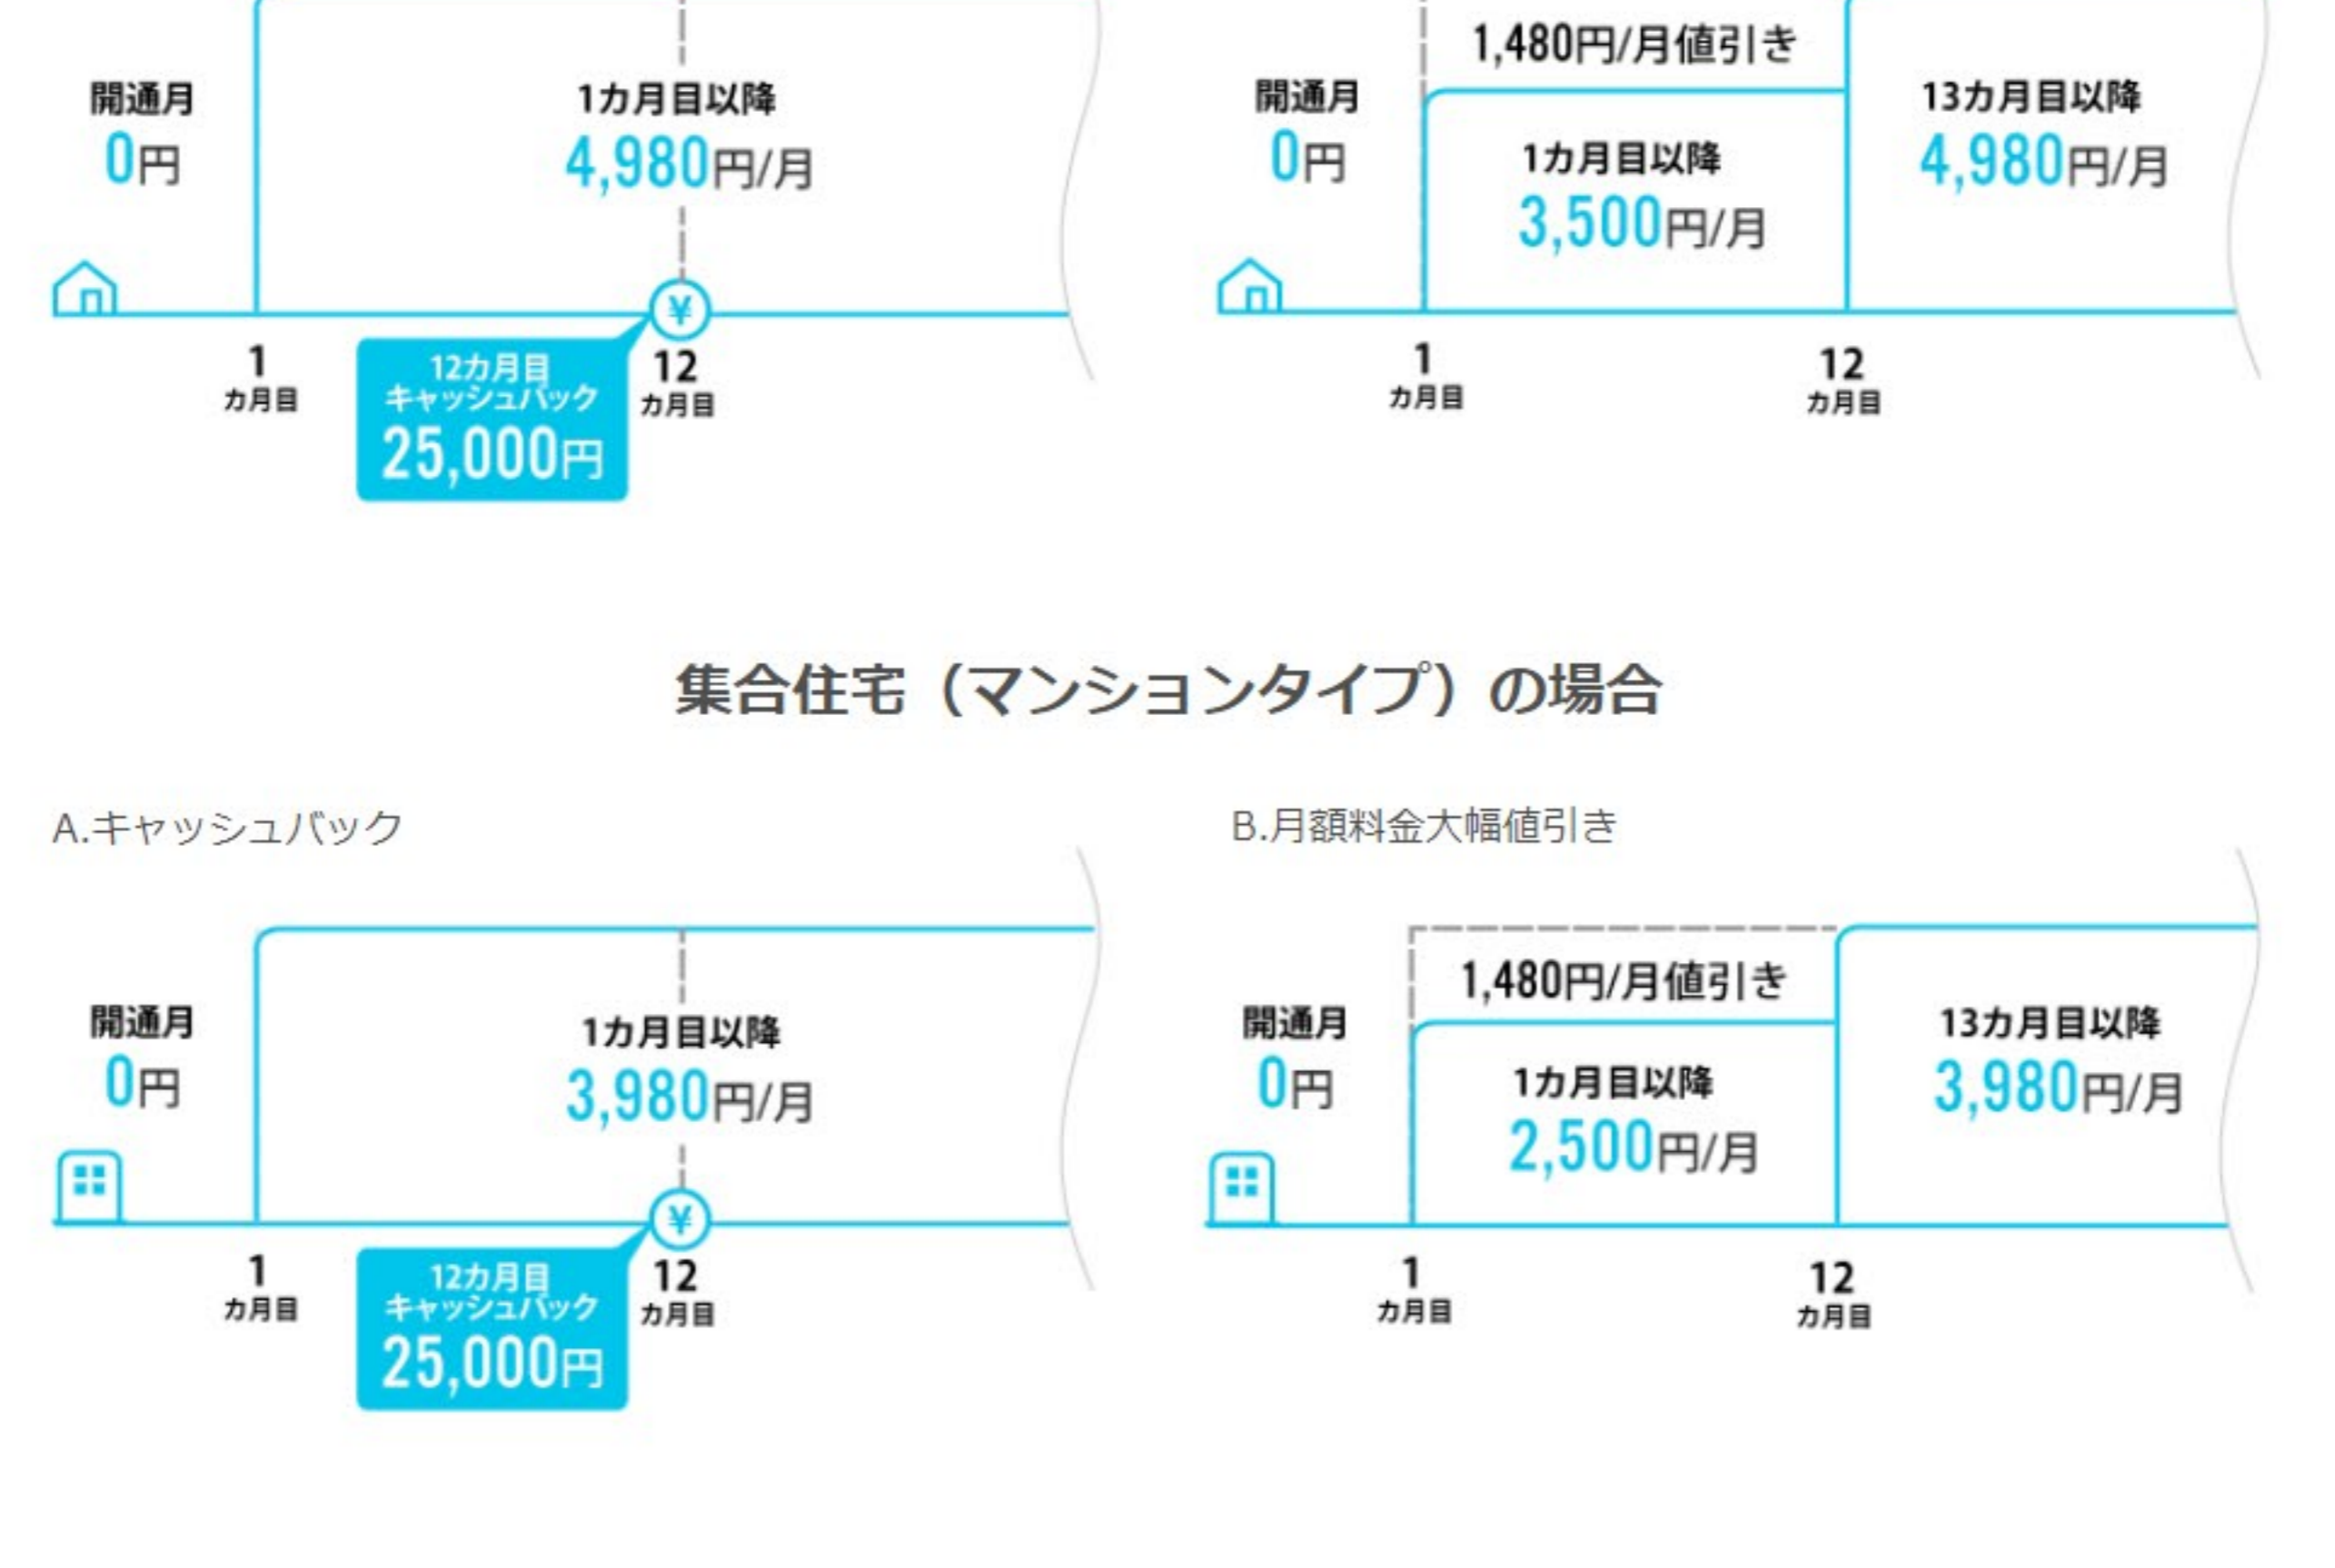 開通月
0円
1カ月目以降
4,980円/月
¥
1
カ月目
12カ月目
キャッシュバック
25,000円
12
カ月目
1,480円/月値引き
開通月
0円
1カ月目以降
3,500円/月
13カ月目以降
4,980円/月
1
カ月目
12
カ月目
集合住宅（マンションタイプ）の場合
A.キャッシュバック
開通月
0円
1カ月目以降
3,980円/月
¥
1
カ月目
12カ月目
キャッシュバック
25,000円
12
カ月目
B.月額料金大幅値引き
1,480円/月値引き
開通月
0円
1カ月目以降
2,500円/月
13カ月目以降
3,980円/月
1
カ月目
12
カ月目